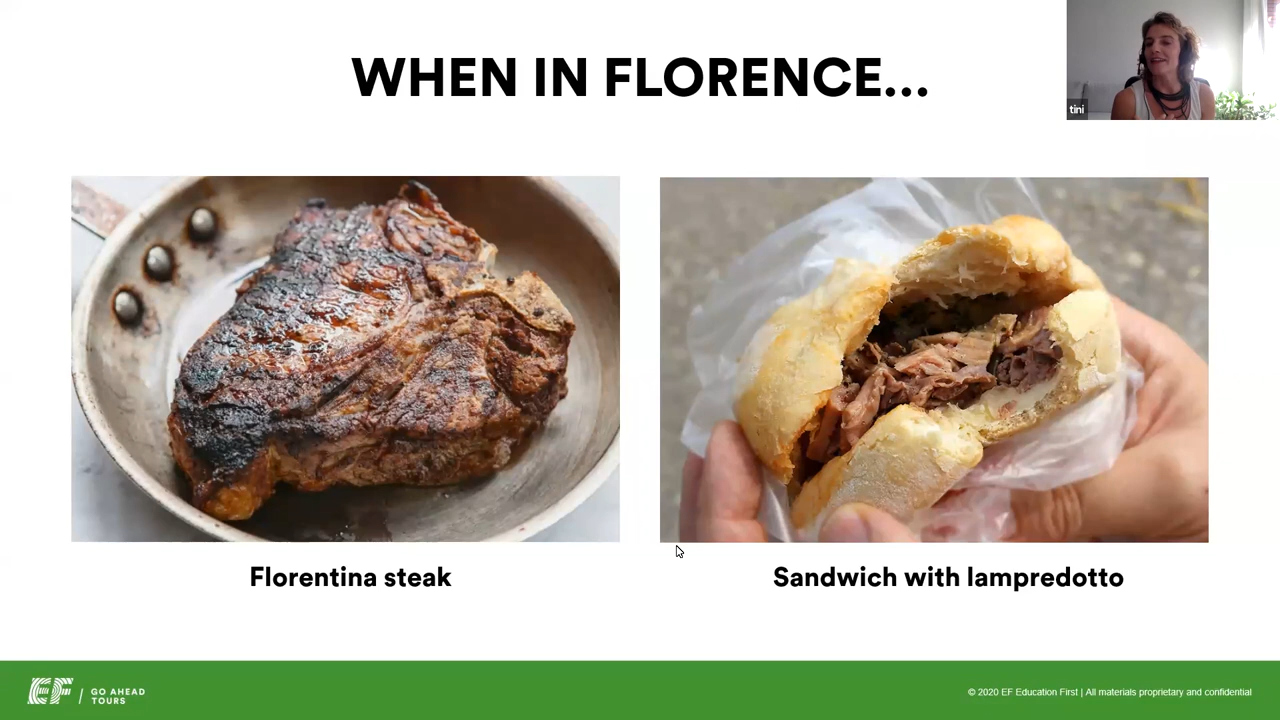 WHEN IN FLORENCE...
tini
Florentina steak
Sandwich with lampredotto
EF / GO AHEAD
TOURS
© 2020 EF Education First | All materials proprietary and confidential